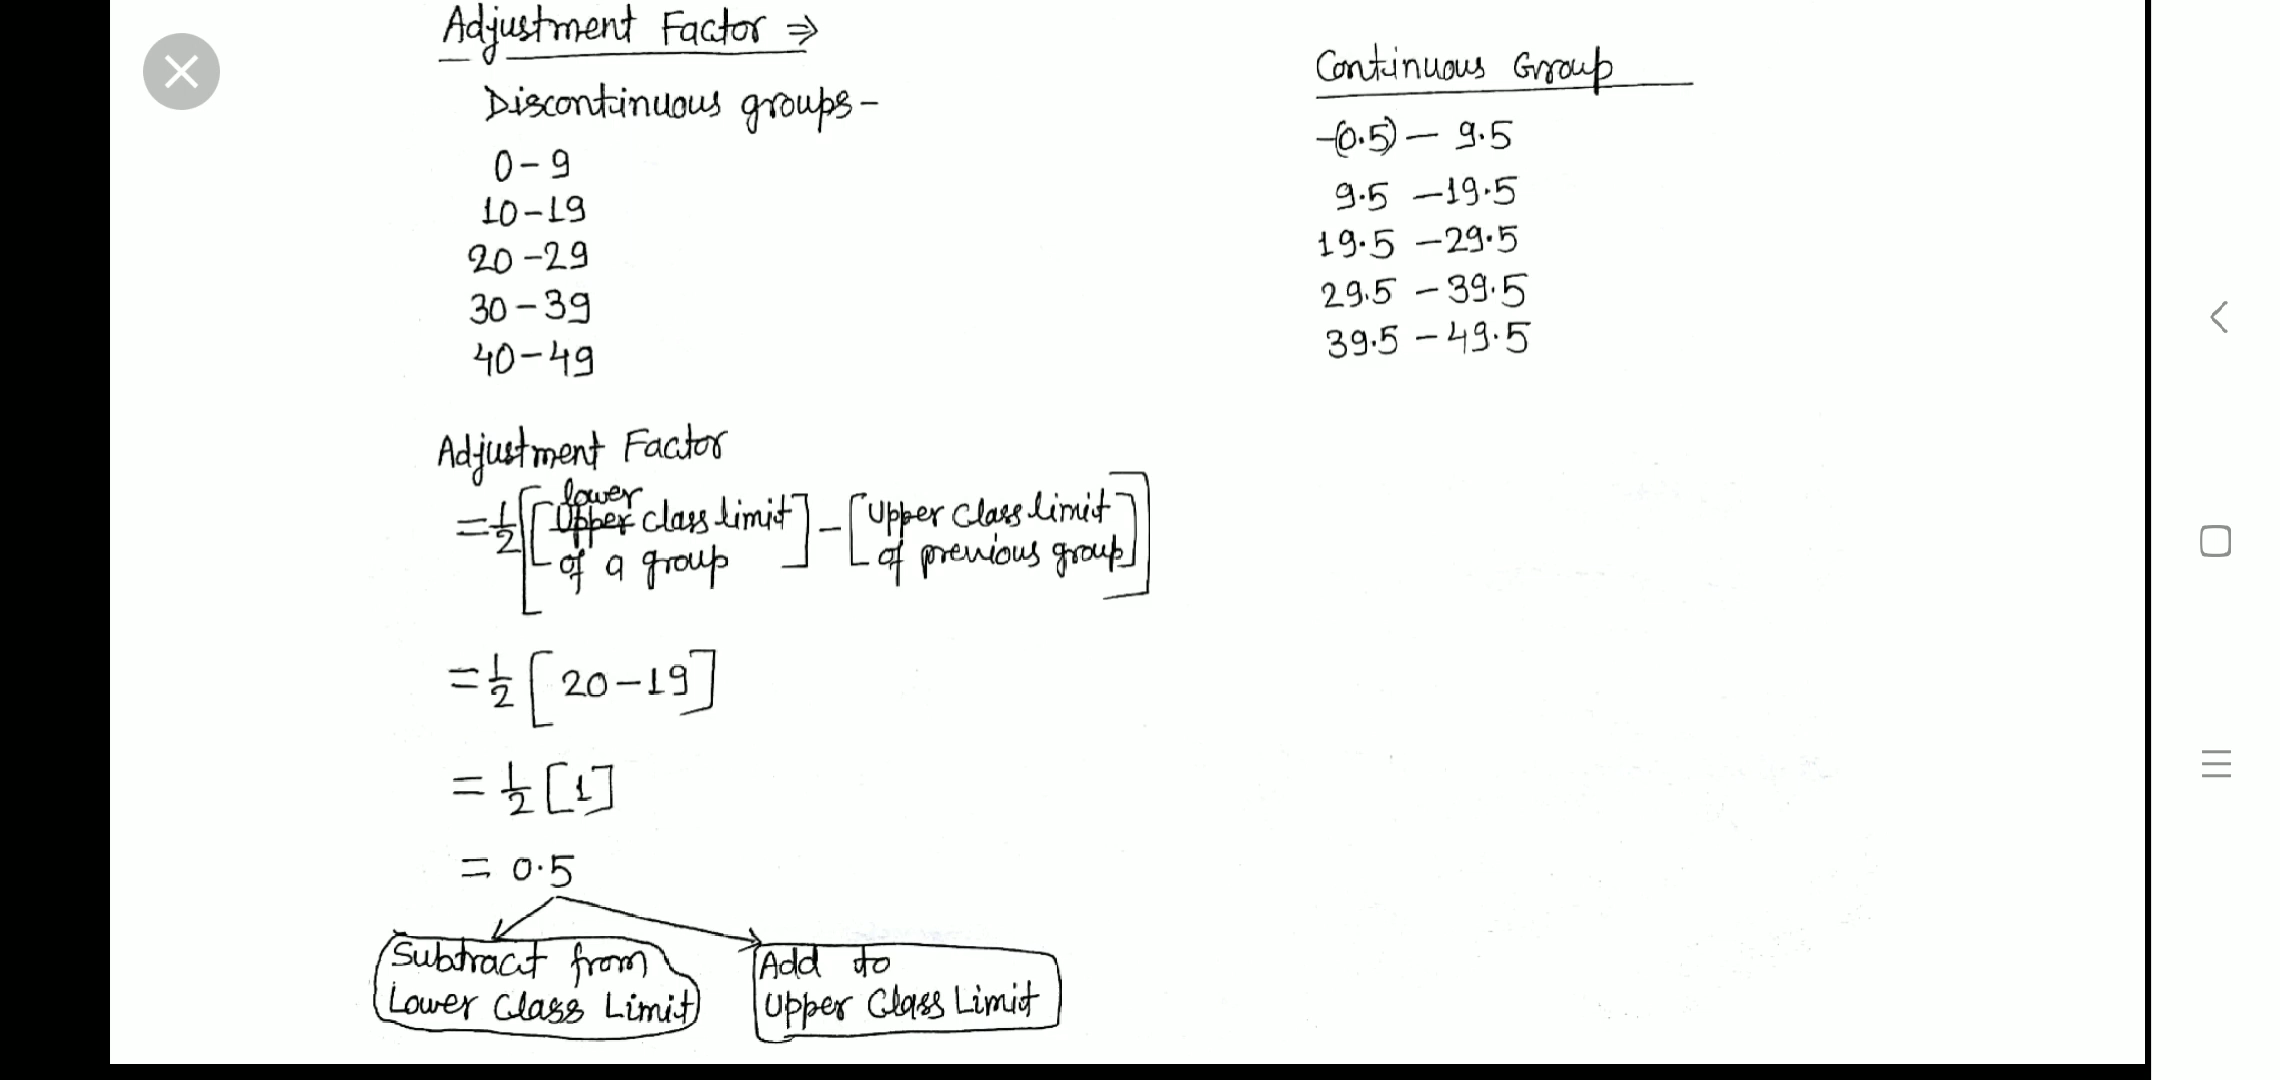 Adjustment Factor ⇒
Discontinuous groups-
0-9
10-19
20-29
30-39
40-49
Continuous Group
-(0.5) - 9.5
9.5 - 19.5
19.5 - 29.5
29.5 - 39.5
39.5 - 49.5
Adjustment Factor
lower
= 1/2 [[Upper class limit] - [Upper Class limit
of a group of previous group]]
= 1/2 [20-19]
= 1/2 [1]
= 0.5
Subtract from
Lower Class Limit
Add to
Upper Class Limit